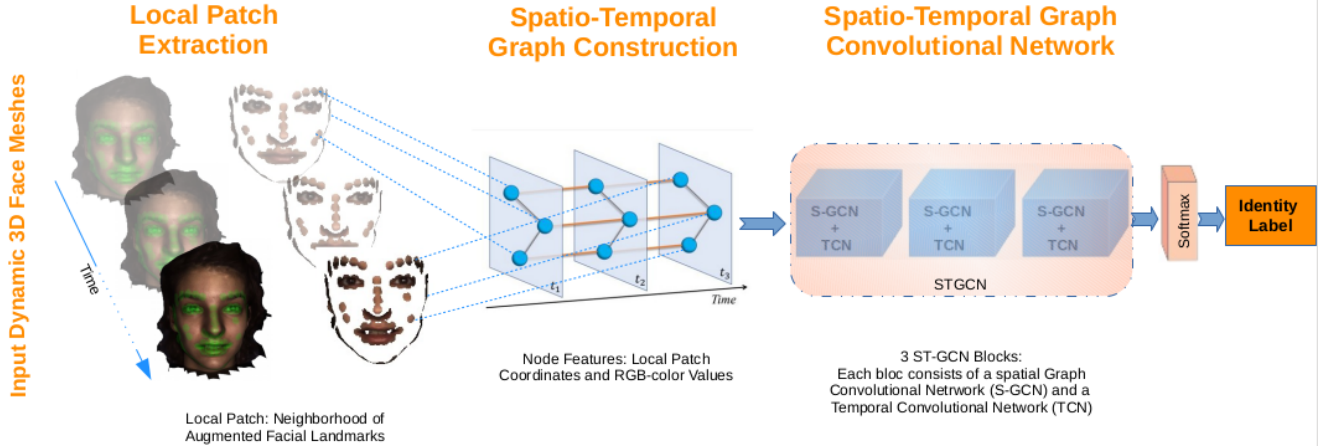 Input Dynamic 3D Face Meshes
Local Patch
Extraction
Time
Local Patch: Neighborhood of
Augmented Facial Landmarks
Spatio-Temporal
Graph Construction
t1
t2
t3
Time
Node Features: Local Patch
Coordinates and RGB-color Values
Spatio-Temporal Graph
Convolutional Network
S-GCN
+
TCN
S-GCN
+
TCN
S-GCN
+
TCN
STGCN
3 ST-GCN Blocks:
Each bloc consists of a spatial Graph
Convolutional Netrwork (S-GCN) and a
Temporal Convolutional Network (TCN)
Softmax
Identity
Label